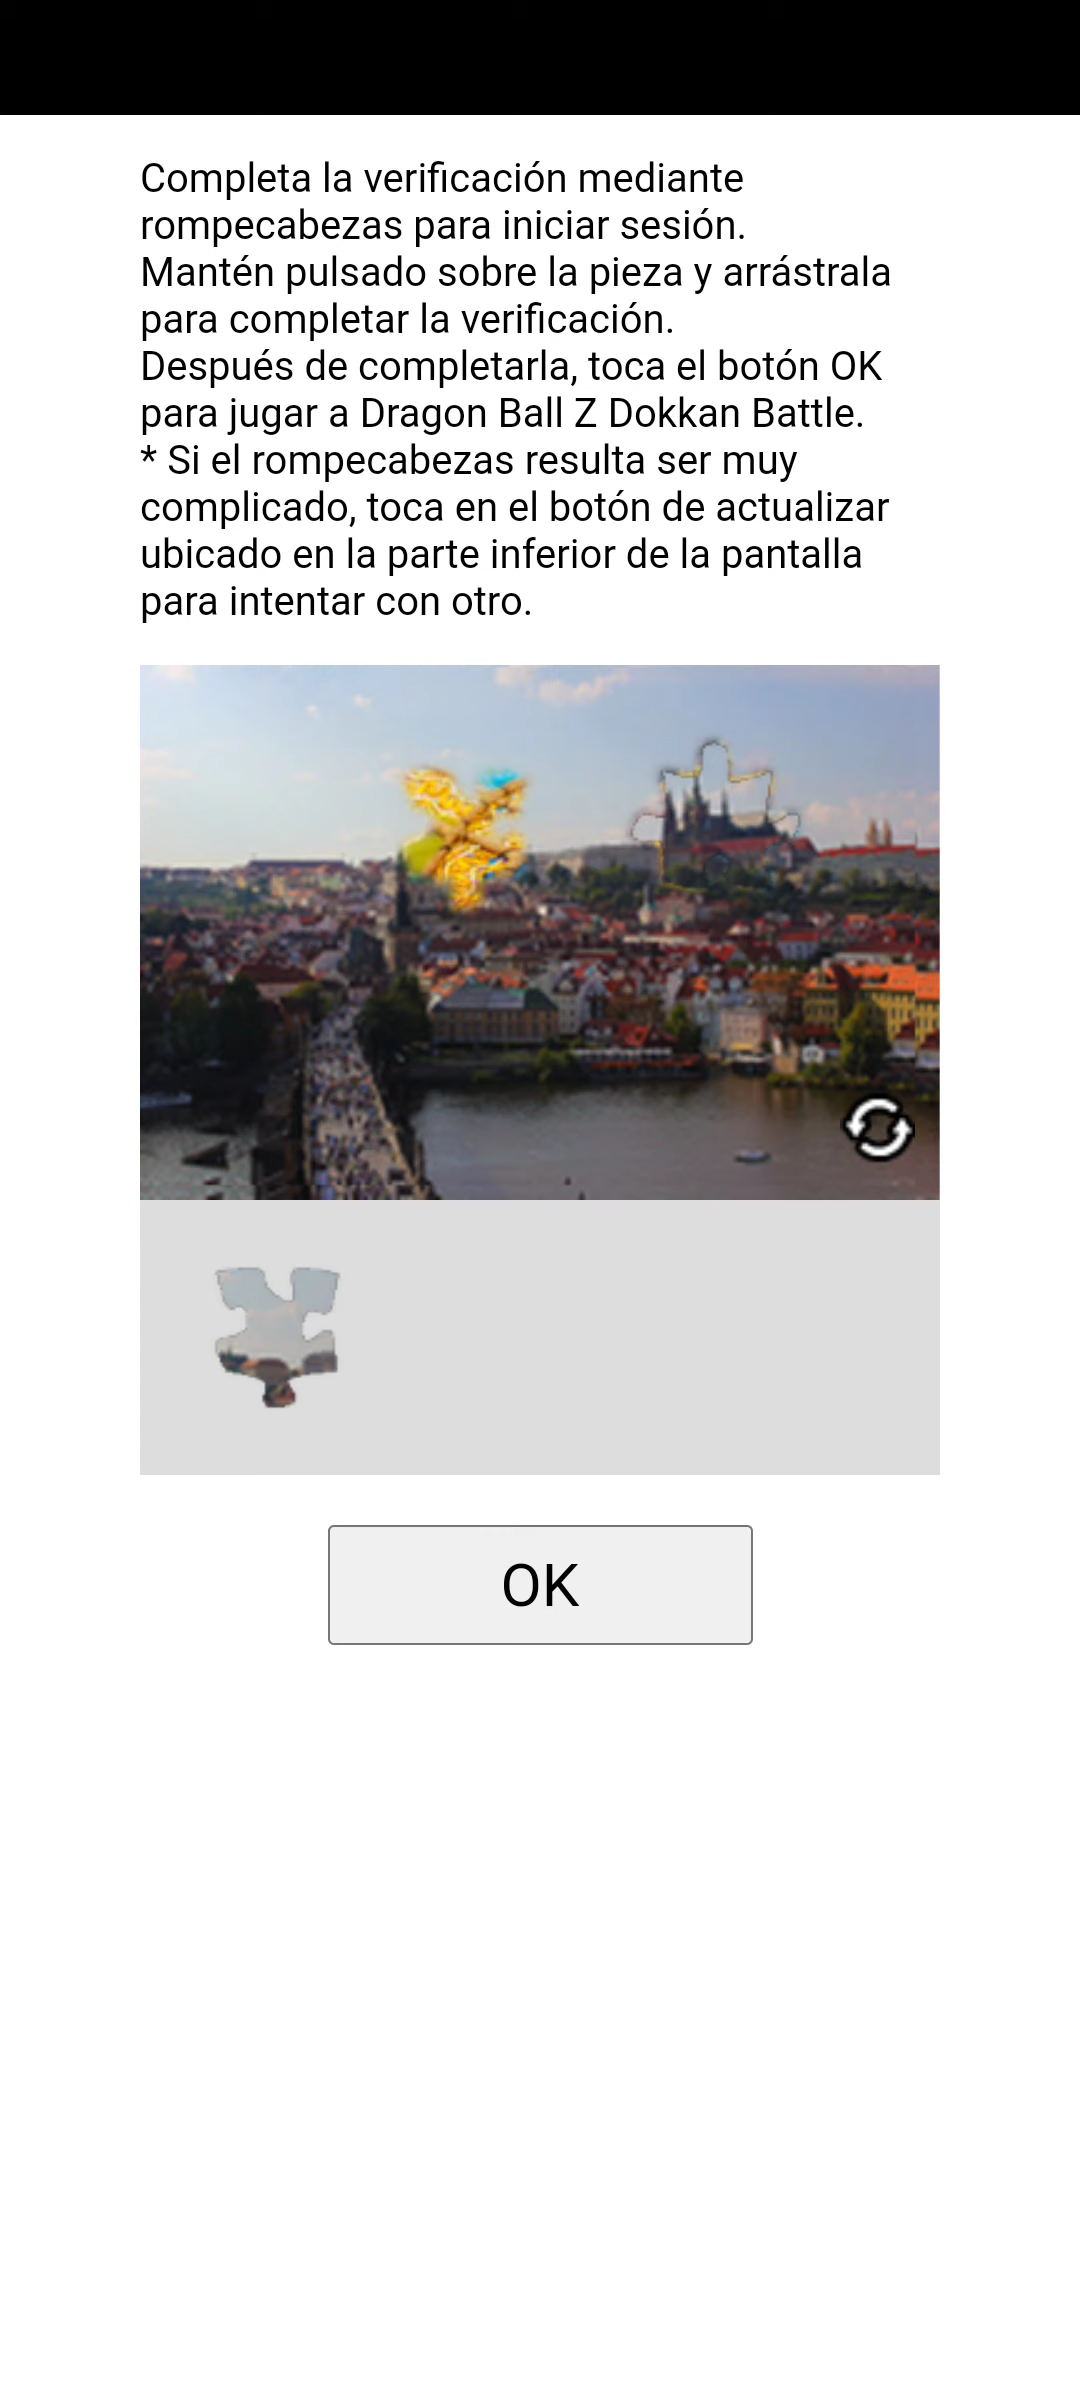 Completa la verificación mediante
rompecabezas para iniciar sesión.
Mantén pulsado sobre la pieza y arrástrala
para completar la verificación.
Después de completarla, toca el botón OK
para jugar a Dragon Ball Z Dokkan Battle.
* Si el rompecabezas resulta ser muy
complicado, toca en el botón de actualizar
ubicado en la parte inferior de la pantalla
para intentar con otro.
OK